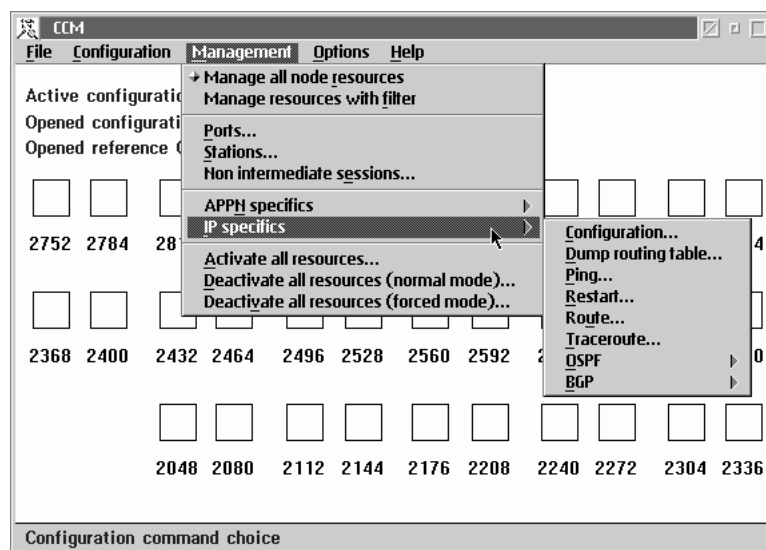 CCM
File Configuration Management Options Help
Manage all node resources
Manage resources with filter
Ports...
Stations...
Non intermediate sessions...
APPN specifics
IP specifics
Activate all resources...
Deactivate all resources (normal mode)...
Deactivate all resources (forced mode)...
Configuration...
Dump routing table...
Ping...
Restart...
Route...
Traceroute...
OSPF
BGP
Active
Opened
Opened reference
2752 2784
2368 2400 2432 2464 2496 2528 2560 2592
2048 2080 2112 2144 2176 2208 2240 2272 2304 2336
Configuration command choice